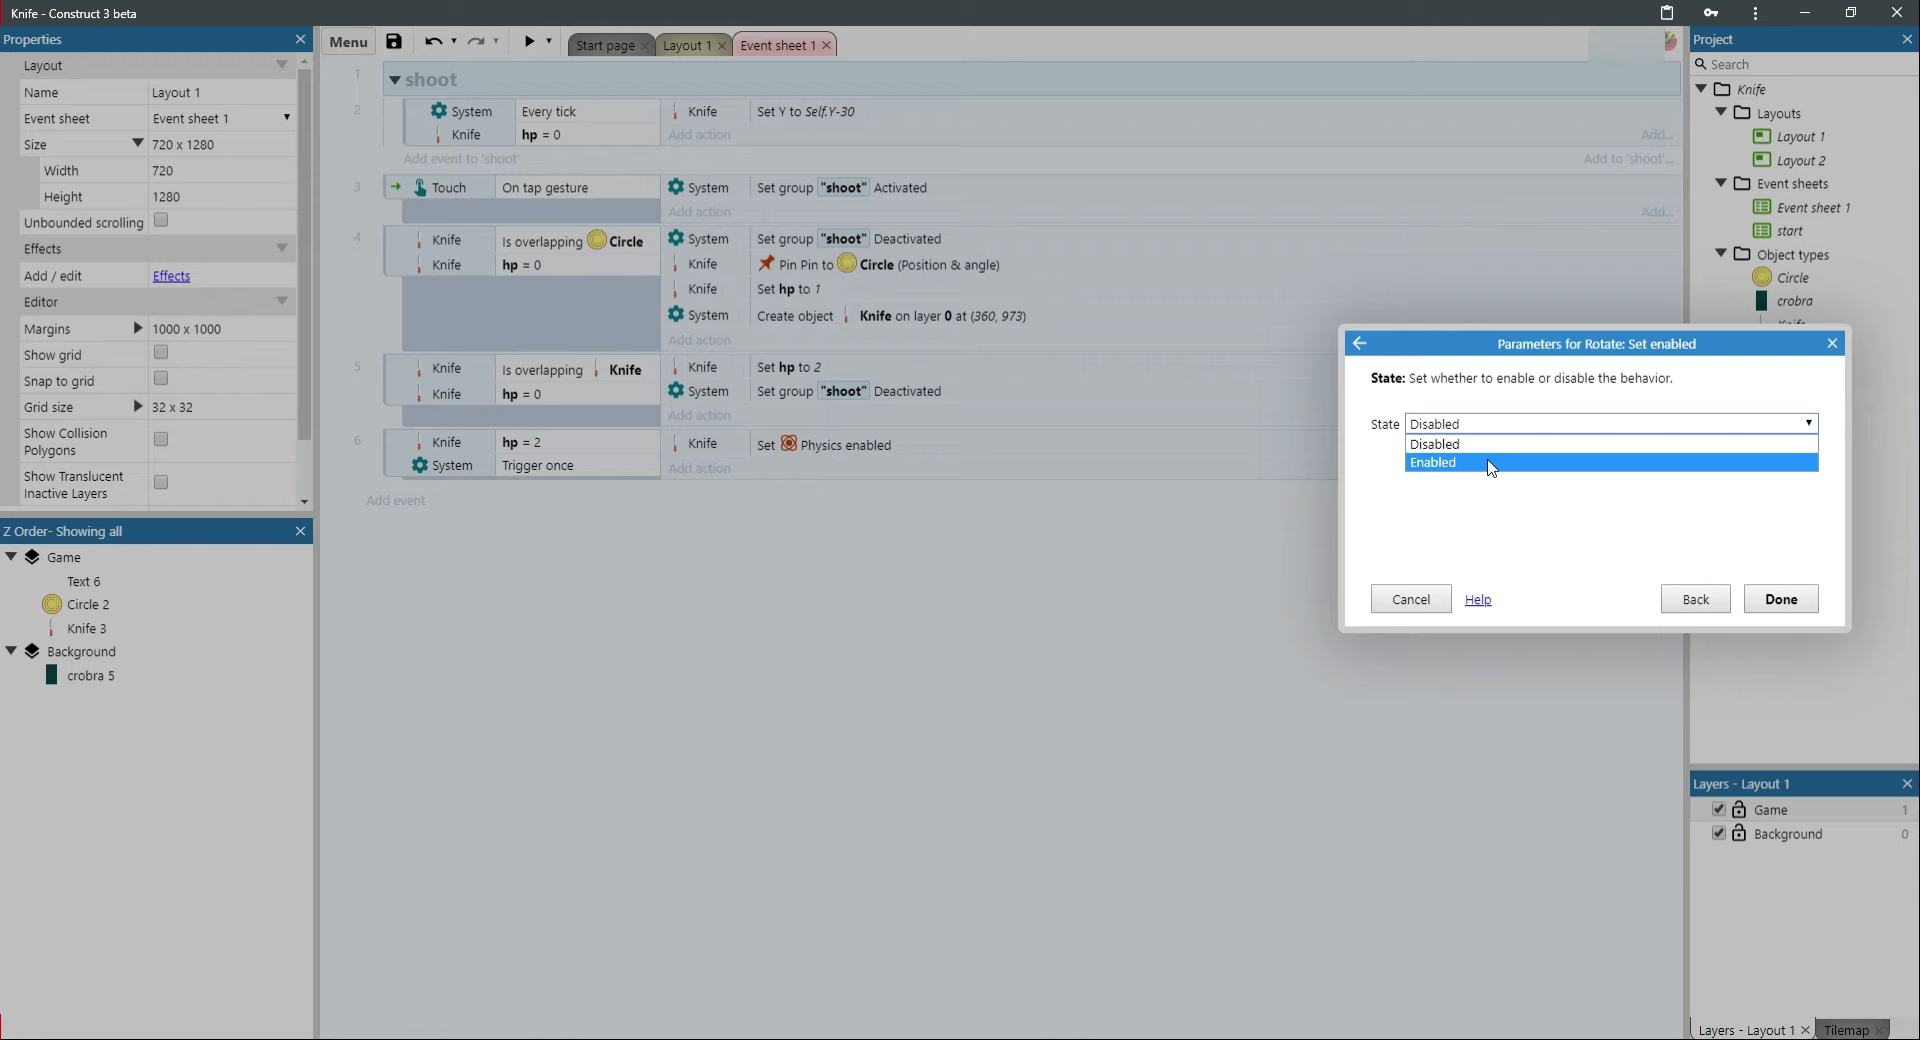 Knife - Construct 3 beta
Properties
Layout
Name Layout 1
Event sheet Event sheet 1
Size 720 x 1280
Width 720
Height 1280
Unbounded scrolling
Effects
Add / edit Effects
Editor
Margins 1000 x 1000
Show grid
Snap to grid
Grid size 32 x 32
Show Collision
Polygons
Show Translucent
Inactive Layers
Z Order- Showing all
Game
Text 6
Circle 2
Knife 3
Background
crobra 5
Menu
Start page
Layout 1
Event sheet 1
1 shoot
2 System Every tick Knife Set Y to Self.Y-30
Knife hp = 0 Add action Add...
Add event to 'shoot' Add to 'shoot'...
3 Touch On tap gesture System Set group "shoot" Activated
Add action Add...
4 Knife Is overlapping Circle System Set group "shoot" Deactivated
Knife hp = 0 Knife Pin Pin to Circle (Position & angle)
Knife Set hp to 1
System Create object Knife on layer 0 at (360, 973)
Add action
5 Knife Is overlapping Knife Knife Set hp to 2
Knife hp = 0 System Set group "shoot" Deactivated
Add action
6 Knife hp = 2 Knife Set Physics enabled
System Trigger once Add action
Add event
Parameters for Rotate: Set enabled
State: Set whether to enable or disable the behavior.
State Disabled
Disabled
Enabled
Cancel Help Back Done
Project
Search
Knife
Layouts
Layout 1
Layout 2
Event sheets
Event sheet 1
start
Object types
Circle
crobra
Layers - Layout 1
Game 1
Background 0
Layers - Layout 1 Tilemap